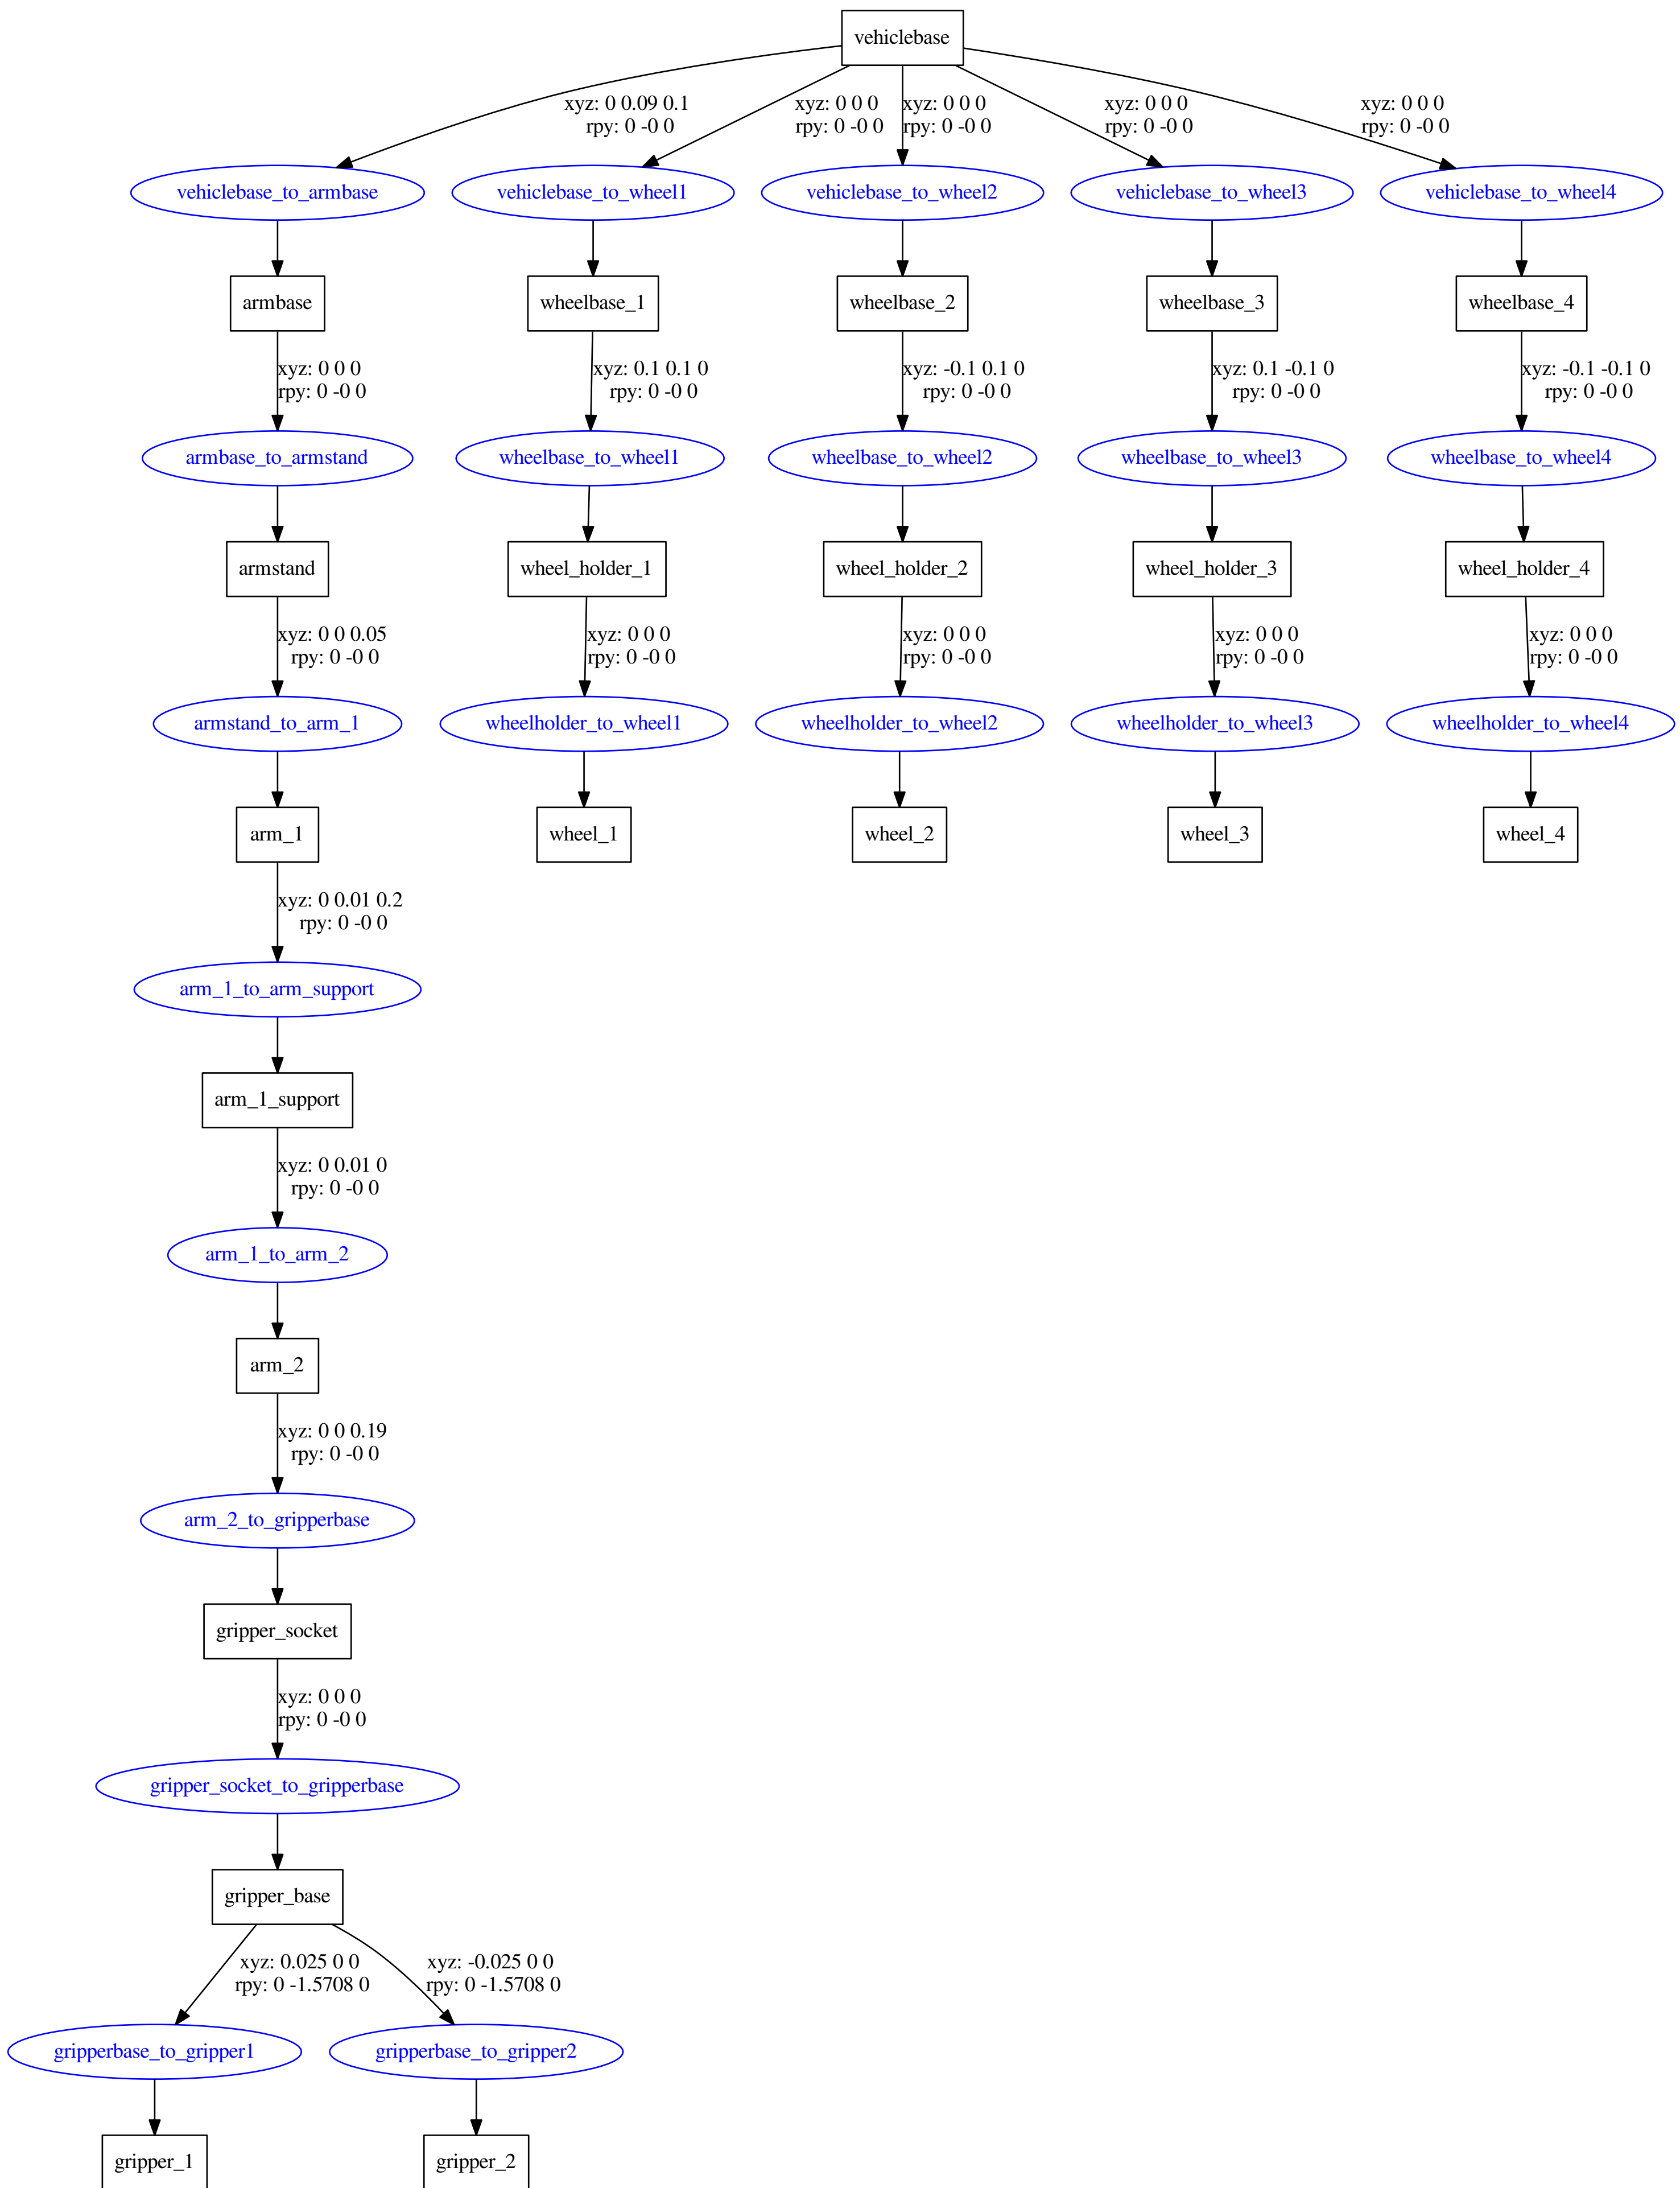 vehiclebase
xyz: 0 0.09 0.1
rpy: 0 -0 0
xyz: 0 0 0
rpy: 0 -0 0
xyz: 0 0 0
rpy: 0 -0 0
xyz: 0 0 0
rpy: 0 -0 0
xyz: 0 0 0
rpy: 0 -0 0
vehiclebase_to_armbase
vehiclebase_to_wheel1
vehiclebase_to_wheel2
vehiclebase_to_wheel3
vehiclebase_to_wheel4
armbase
wheelbase_1
wheelbase_2
wheelbase_3
wheelbase_4
xyz: 0 0 0
rpy: 0 -0 0
xyz: 0.1 0.1 0
rpy: 0 -0 0
xyz: -0.1 0.1 0
rpy: 0 -0 0
xyz: 0.1 -0.1 0
rpy: 0 -0 0
xyz: -0.1 -0.1 0
rpy: 0 -0 0
armbase_to_armstand
wheelbase_to_wheel1
wheelbase_to_wheel2
wheelbase_to_wheel3
wheelbase_to_wheel4
armstand
wheel_holder_1
wheel_holder_2
wheel_holder_3
wheel_holder_4
xyz: 0 0 0.05
rpy: 0 -0 0
xyz: 0 0 0
rpy: 0 -0 0
xyz: 0 0 0
rpy: 0 -0 0
xyz: 0 0 0
rpy: 0 -0 0
xyz: 0 0 0
rpy: 0 -0 0
armstand_to_arm_1
wheelholder_to_wheel1
wheelholder_to_wheel2
wheelholder_to_wheel3
wheelholder_to_wheel4
arm_1
wheel_1
wheel_2
wheel_3
wheel_4
xyz: 0 0.01 0.2
rpy: 0 -0 0
arm_1_to_arm_support
arm_1_support
xyz: 0 0.01 0
rpy: 0 -0 0
arm_1_to_arm_2
arm_2
xyz: 0 0 0.19
rpy: 0 -0 0
arm_2_to_gripperbase
gripper_socket
xyz: 0 0 0
rpy: 0 -0 0
gripper_socket_to_gripperbase
gripper_base
xyz: 0.025 0 0
rpy: 0 -1.5708 0
xyz: -0.025 0 0
rpy: 0 -1.5708 0
gripperbase_to_gripper1
gripperbase_to_gripper2
gripper_1
gripper_2